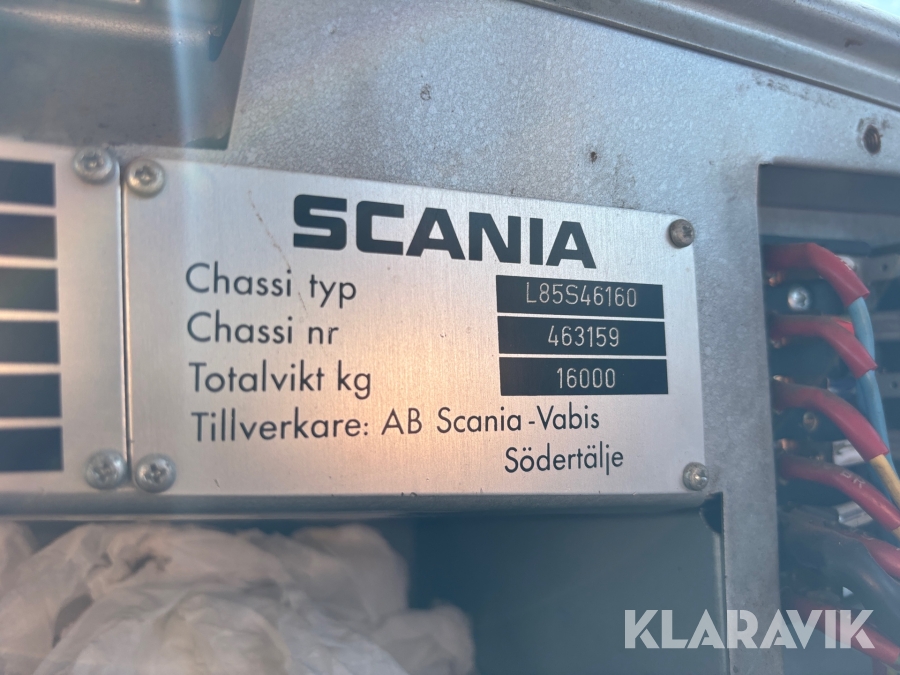 SCANIA
Chassi typ L85S46160
Chassi nr 463159
Totalvikt kg 16000
Tillverkare: AB Scania-Vabis
Södertälje
KLARAVIK